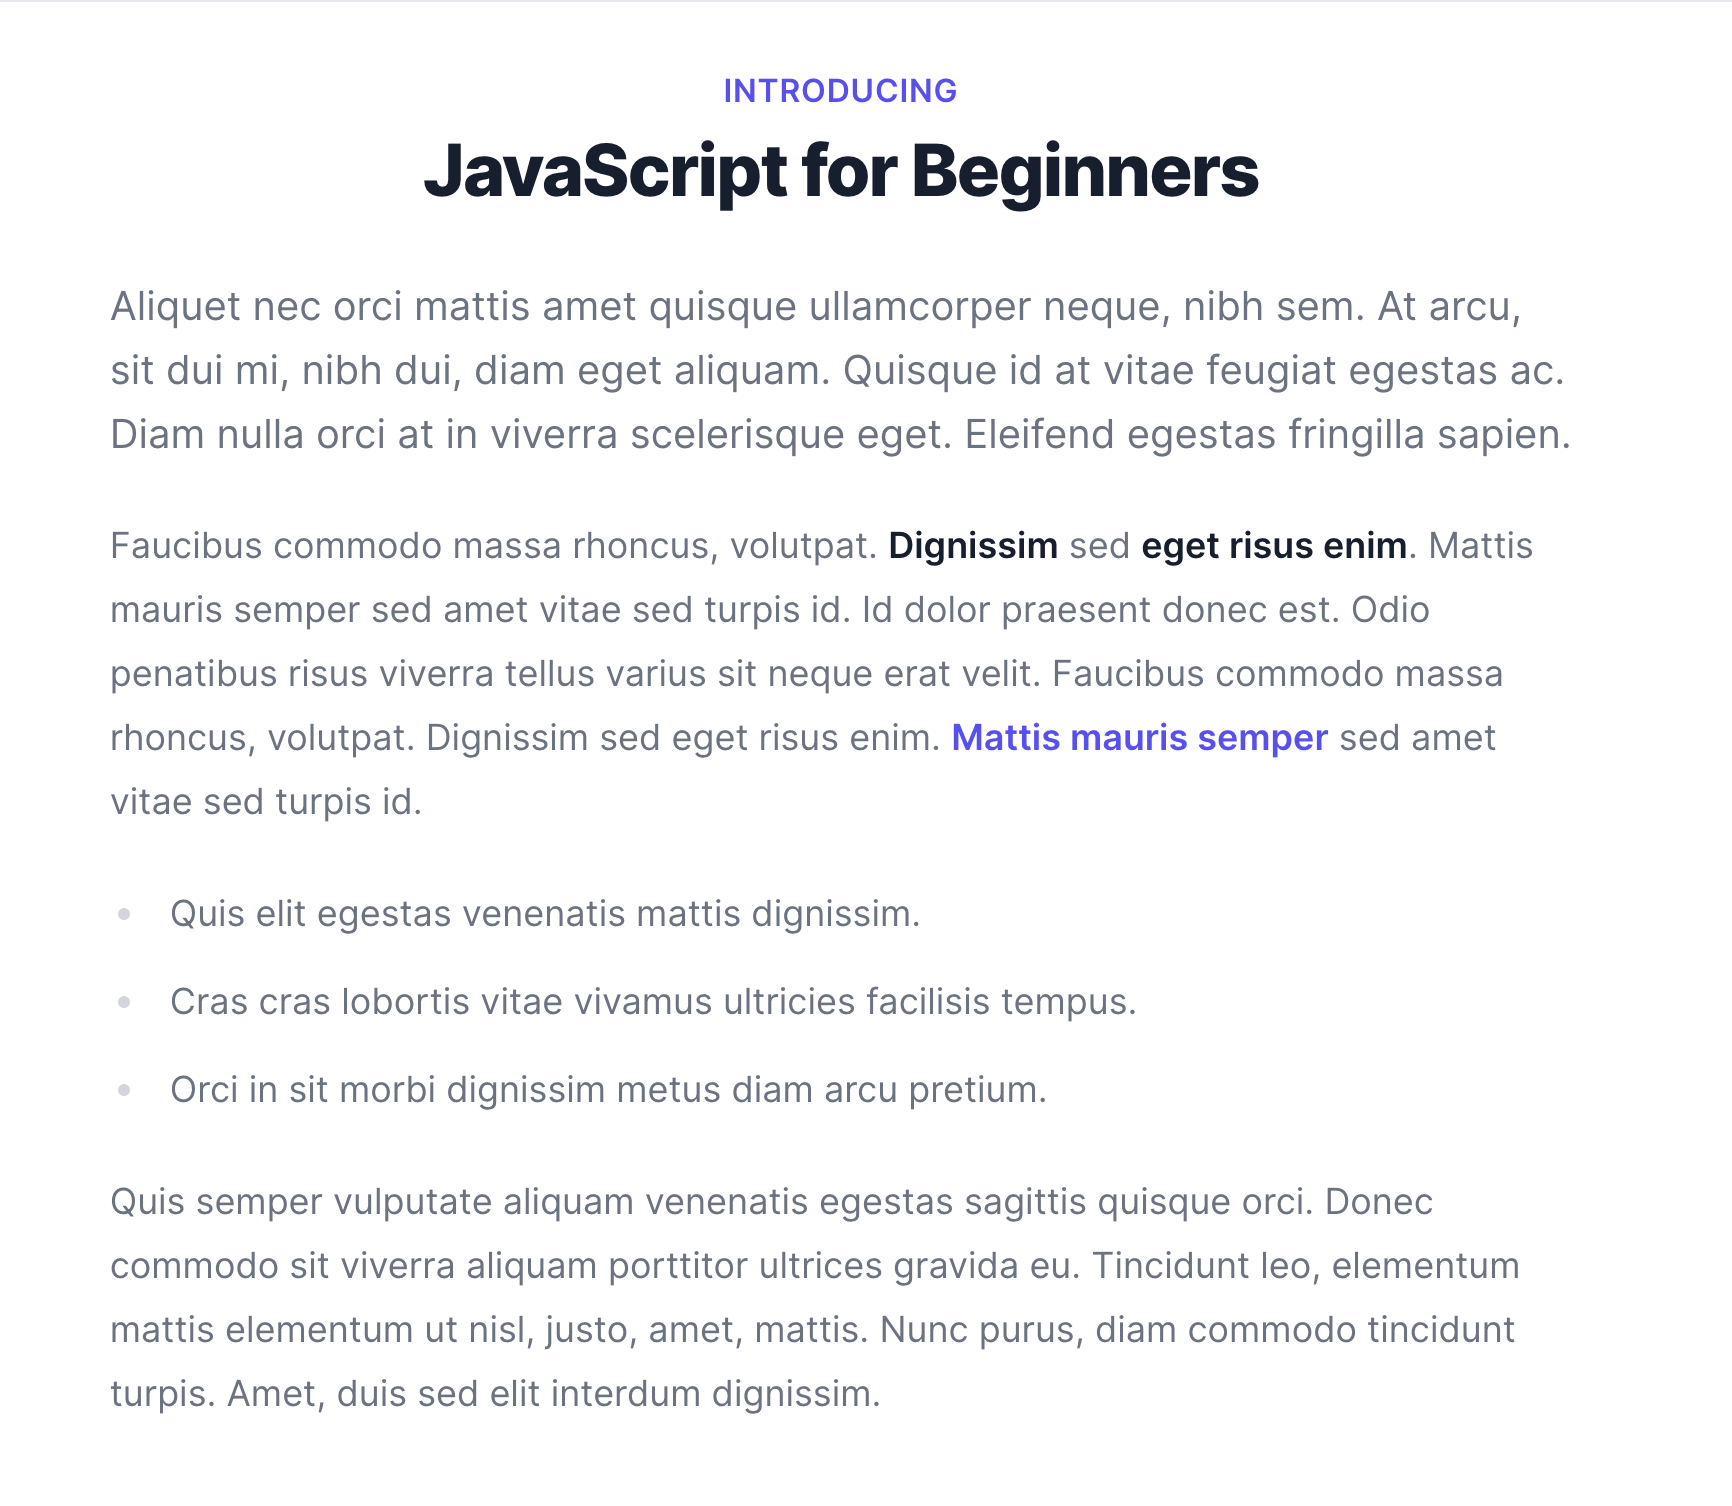 INTRODUCING
JavaScript for Beginners
Aliquet nec orci mattis amet quisque ullamcorper neque, nibh sem. At arcu,
sit dui mi, nibh dui, diam eget aliquam. Quisque id at vitae feugiat egestas ac.
Diam nulla orci at in viverra scelerisque eget. Eleifend egestas fringilla sapien.
Faucibus commodo massa rhoncus, volutpat. Dignissim sed eget risus enim. Mattis
mauris semper sed amet vitae sed turpis id. Id dolor praesent donec est. Odio
penatibus risus viverra tellus varius sit neque erat velit. Faucibus commodo massa
rhoncus, volutpat. Dignissim sed eget risus enim. Mattis mauris semper sed amet
vitae sed turpis id.
• Quis elit egestas venenatis mattis dignissim.
• Cras cras lobortis vitae vivamus ultricies facilisis tempus.
• Orci in sit morbi dignissim metus diam arcu pretium.
Quis semper vulputate aliquam venenatis egestas sagittis quisque orci. Donec
commodo sit viverra aliquam porttitor ultrices gravida eu. Tincidunt leo, elementum
mattis elementum ut nisl, justo, amet, mattis. Nunc purus, diam commodo tincidunt
turpis. Amet, duis sed elit interdum dignissim.